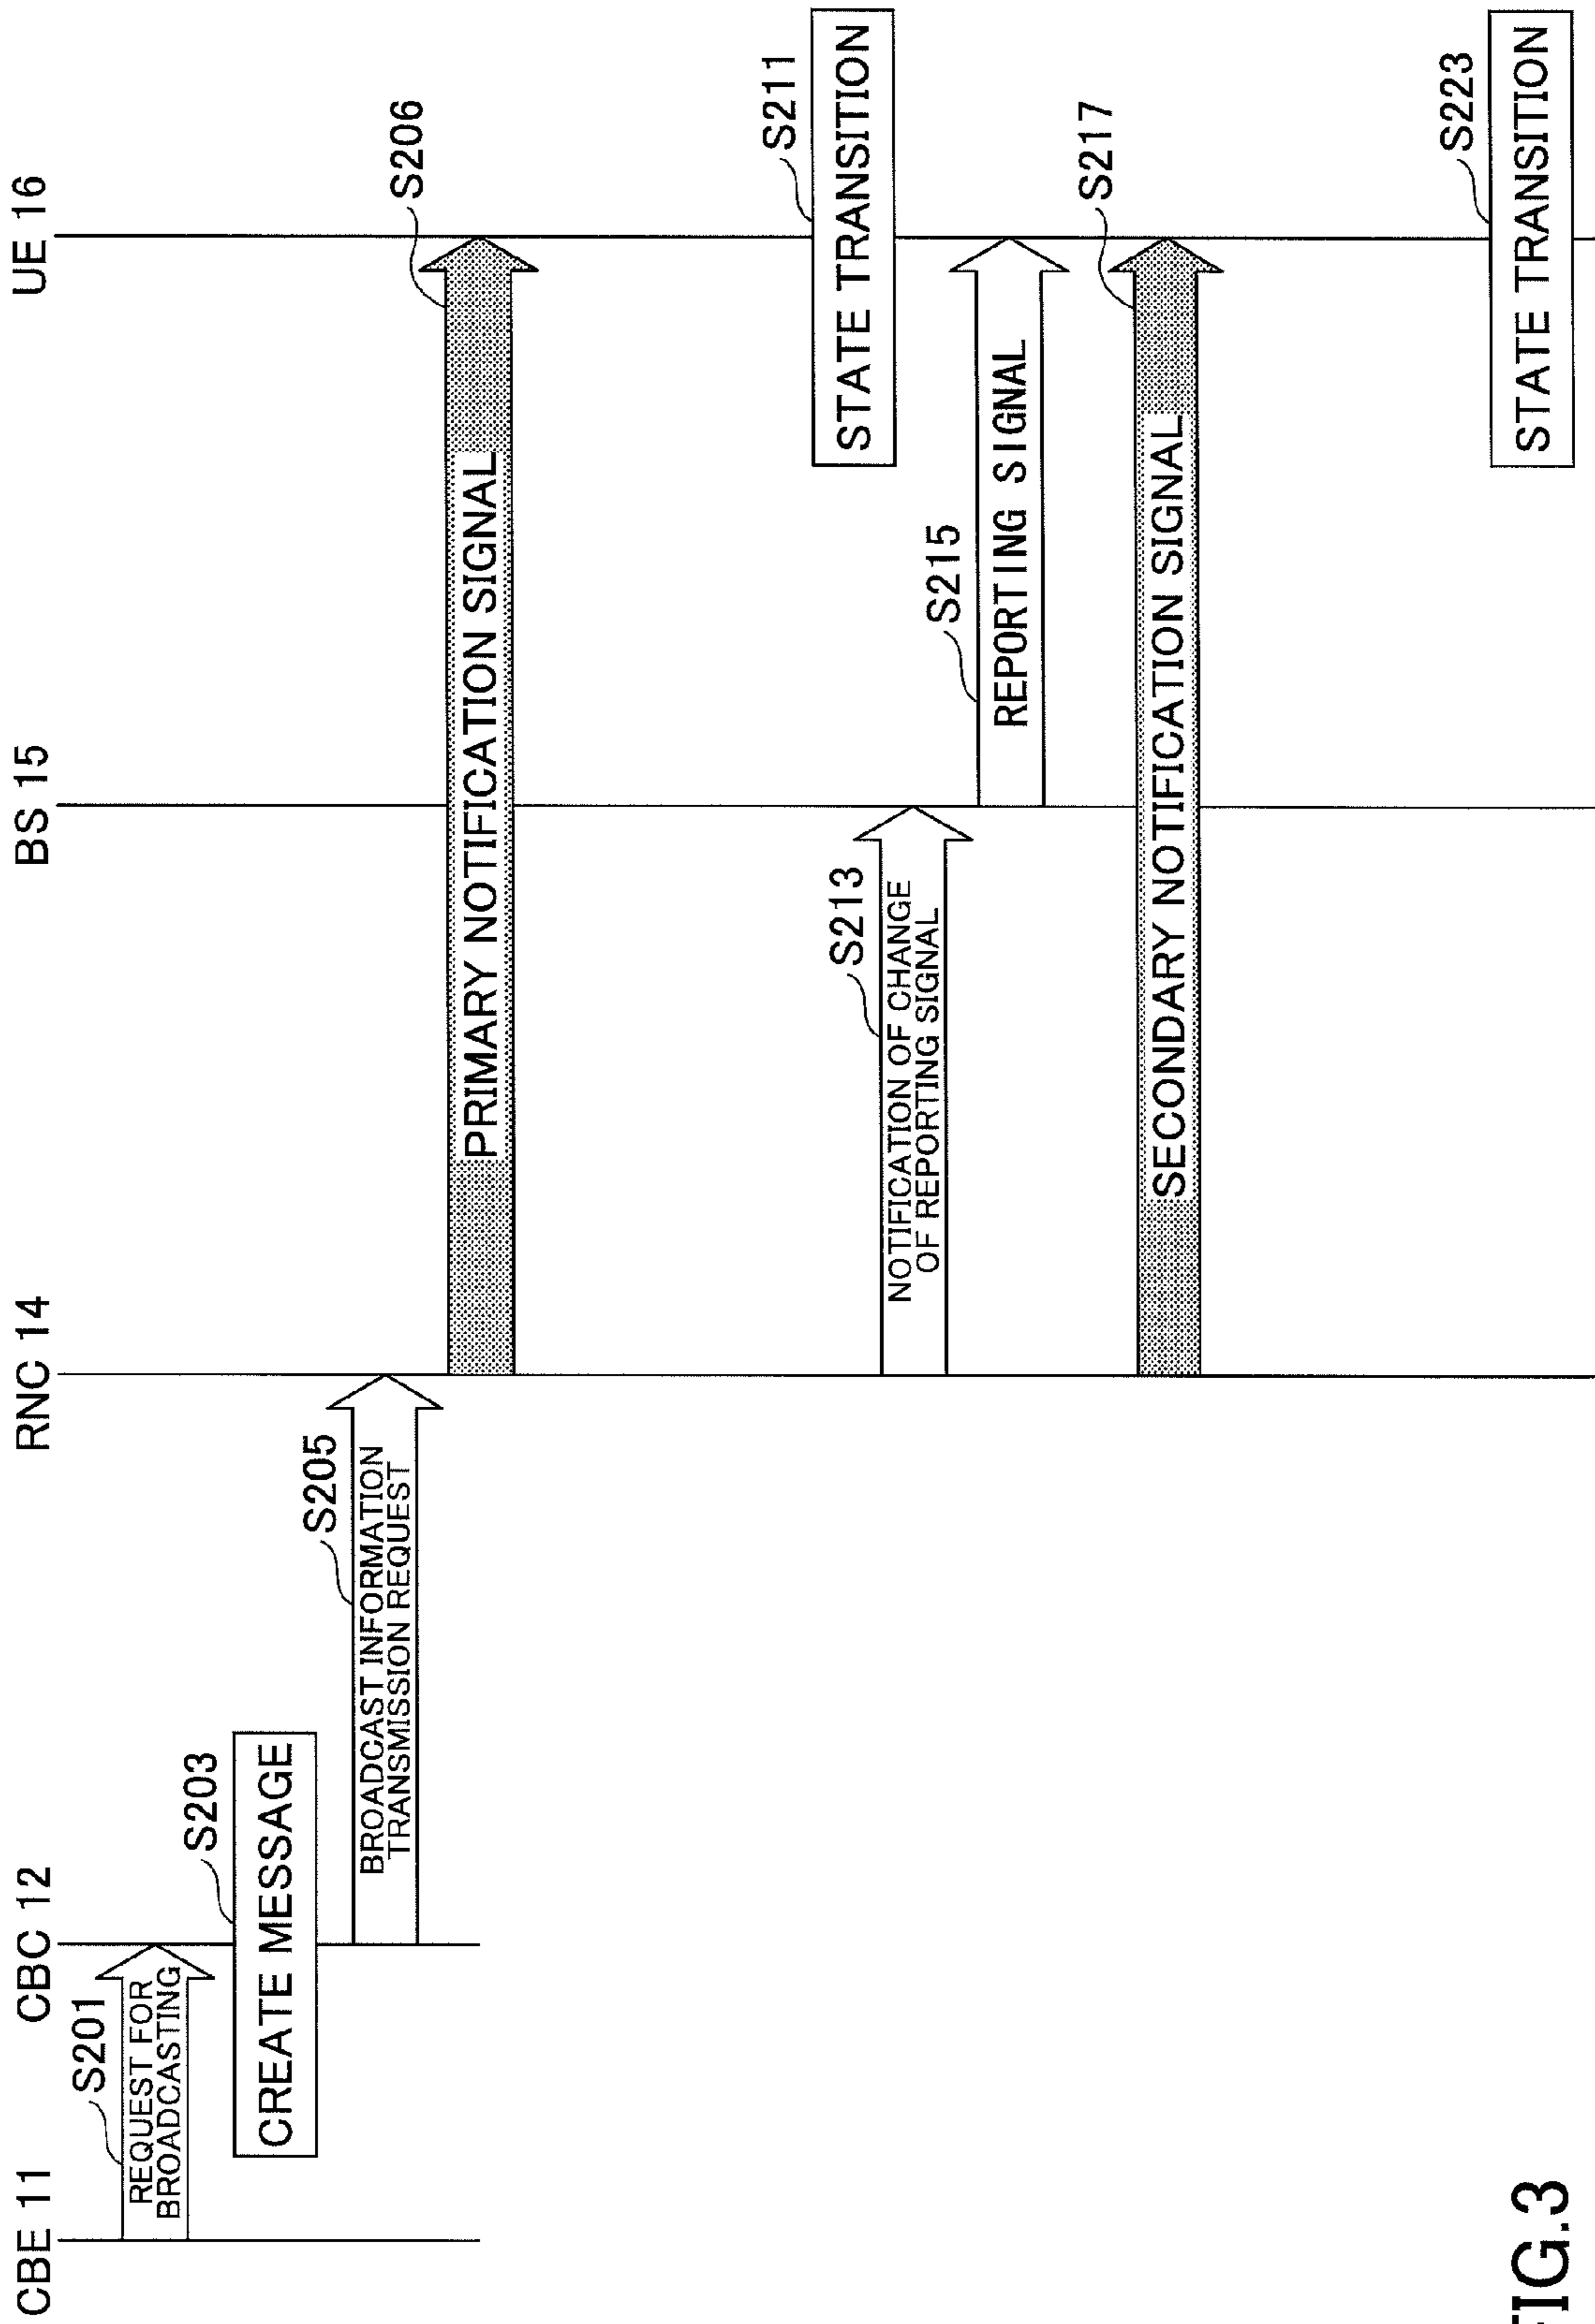 CBE 11
CBC 12
RNC 14
BS 15
UE 16
S201
REQUEST FOR
BROADCASTING
S203
CREATE MESSAGE
S205
BROADCAST INFORMATION
TRANSMISSION REQUEST
S206
PRIMARY NOTIFICATION SIGNAL
S211
STATE TRANSITION
S213
NOTIFICATION OF CHANGE
OF REPORTING SIGNAL
S215
REPORTING SIGNAL
S217
SECONDARY NOTIFICATION SIGNAL
S223
STATE TRANSITION
FIG.3